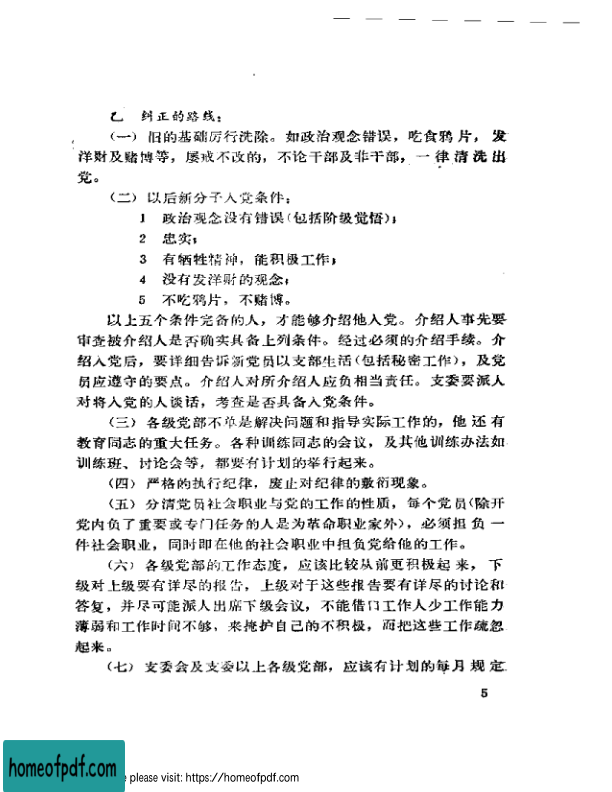 乙 纠正的路线：
（一）旧的基础厉行洗除。如政治观念错误，吃食鸦片，发
洋财及赌博等，屡戒不改的，不论干部及非干部，一律清洗出
党。
（二）以后新分子入党条件：
1 政治观念没有错误（包括阶级觉悟）；
2 忠实；
3 有牺牲精神，能积极工作；
4 没有发洋财的观念；
5 不吃鸦片，不赌博。
以上五个条件完备的人，才能够介绍他入党。介绍人事先要
审查被介绍人是否确实具备上列条件。经过必须的介绍手续。介
绍入党后，要详细告诉新党员以支部生活（包括秘密工作），及党
员应遵守的要点。介绍人对所介绍人应负相当责任。支委要派人
对将入党的人谈话，考查是否具备入党条件。
（三）各级党部不单是解决问题和指导实际工作的，他还有
教育同志的重大任务。各种训练同志的会议，及其他训练办法如
训练班、讨论会等，都要有计划的举行起来。
（四）严格的执行纪律，废止对纪律的敷衍现象。
（五）分清党员社会职业与党的工作的性质，每个党员（除开
党内负了重要或专门任务的人是为革命职业家外），必须担负一
件社会职业，同时即在他的社会职业中担负党给他的工作。
（六）各级党部的工作态度，应该比较从前更积极起来，下
级对上级要有详尽的报告，上级对于这些报告要有详尽的讨论和
答复，并尽可能派人出席下级会议，不能借口工作人少工作能力
薄弱和工作时间不够，来掩护自己的不积极，而把这些工作疏忽
起来。
（七）支委会及支委以上各级党部，应该有计划的每月规定
5
homeofpdf.com
e please visit: https://homeofpdf.com